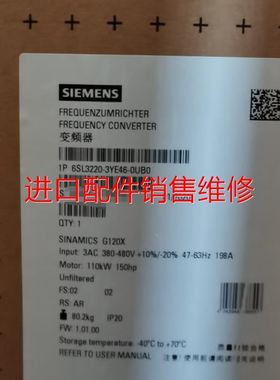 SIEMENS
FREQUENZUMRICHTER
FREQUENCY CONVERTER
变频器
1P 6SL3220-3YE46-0UB0
进口配件销售维修
S
QTY: 1
SINAMICS G120X
Input: 3AC 380-480V +10%/-20% 47-63Hz 198A
Motor: 110kW 150hp
Unfiltered
FS:02 02
RS: AR
80.2kg IP20
FW: 1.01.00
Storage temperature: -40°C to +70°C
REFER TO USER MANUAL